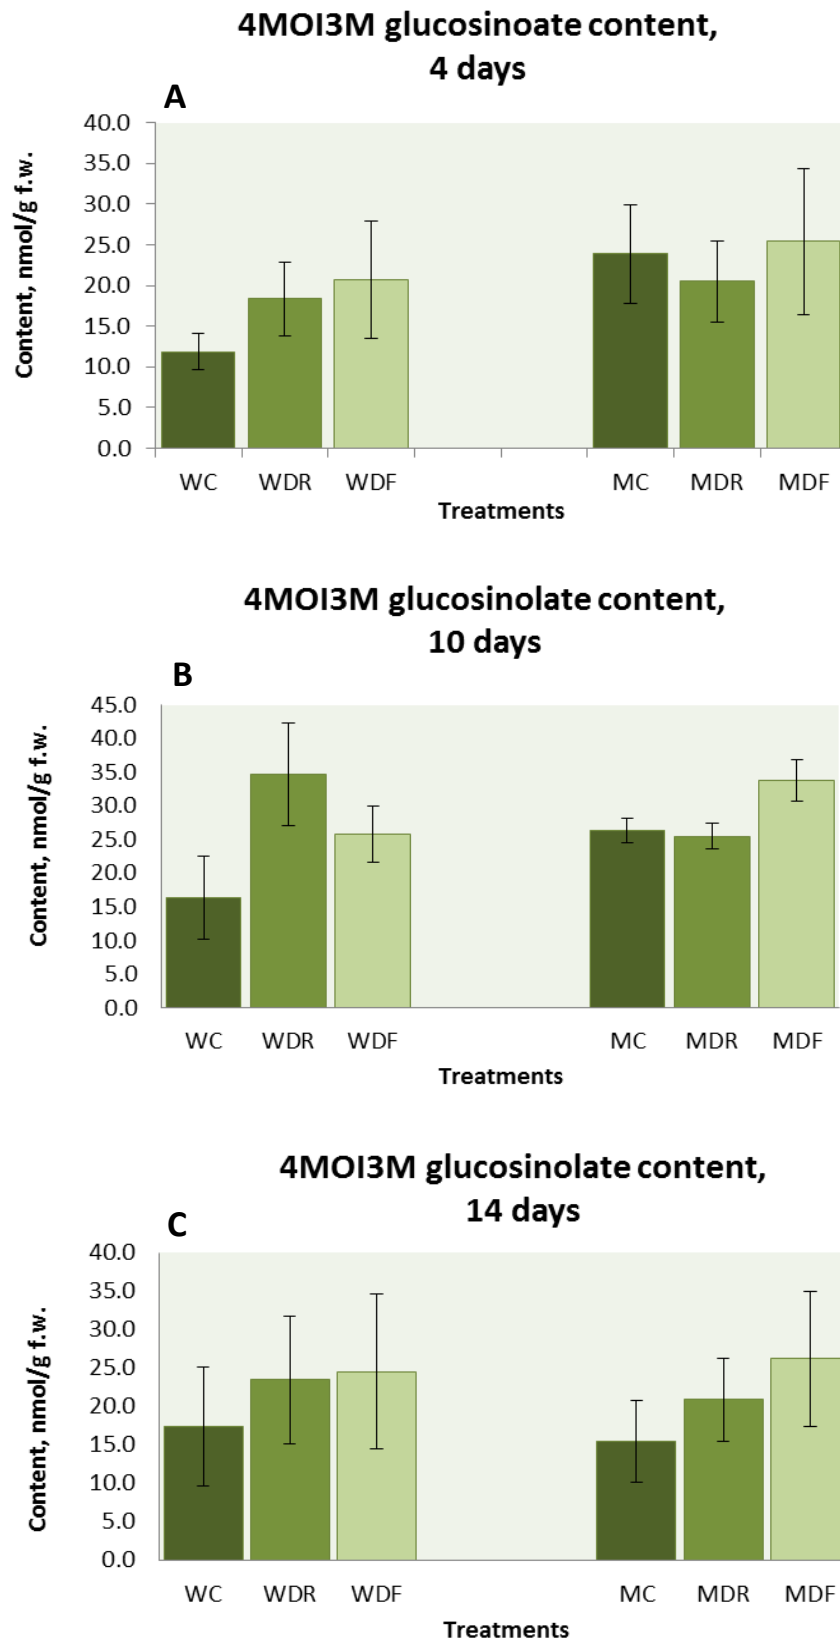 4MOI3M glucosinoate content,
4 days
A
Content, nmol/g f.w.
40.0
35.0
30.0
25.0
20.0
15.0
10.0
5.0
0.0
WC WDR WDF MC MDR MDF
Treatments
4MOI3M glucosinolate content,
10 days
B
Content, nmol/g f.w.
45.0
40.0
35.0
30.0
25.0
20.0
15.0
10.0
5.0
0.0
WC WDR WDF MC MDR MDF
Treatments
4MOI3M glucosinolate content,
14 days
C
Content, nmol/g f.w.
40.0
35.0
30.0
25.0
20.0
15.0
10.0
5.0
0.0
WC WDR WDF MC MDR MDF
Treatments